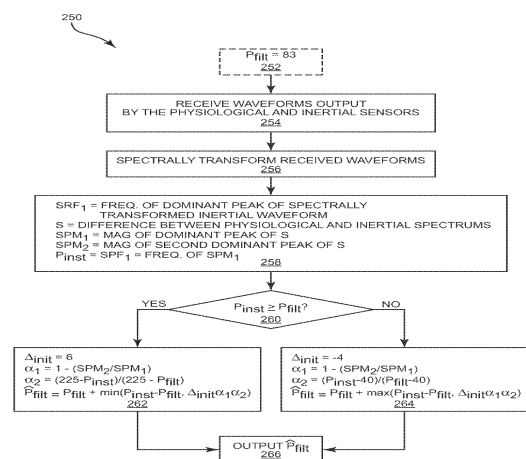 250
Pfilt = 83
252
RECEIVE WAVEFORMS OUTPUT
BY THE PHYSIOLOGICAL AND INERTIAL SENSORS
254
SPECTRALLY TRANSFORM RECEIVED WAVEFORMS
256
SRF1 = FREQ. OF DOMINANT PEAK OF SPECTRALLY
TRANSFORMED INERTIAL WAVEFORM
S = DIFFERENCE BETWEEN PHYSIOLOGICAL AND INERTIAL SPECTRUMS
SPM1 = MAG OF DOMINANT PEAK OF S
SPM2 = MAG OF SECOND DOMINANT PEAK OF S
Pinst = SPF1 = FREQ. OF SPM1
258
YES
Pinst ≥ Pfilt?
NO
260
Δinit = 6
α1 = 1 - (SPM2/SPM1)
α2 = (225-Pinst)/(225 - Pfilt)
P̂filt = Pfilt + min(Pinst-Pfilt, Δinitα1α2)
262
Δinit = -4
α1 = 1 - (SPM2/SPM1)
α2 = (Pinst-40)/(Pfilt-40)
P̂filt = Pfilt + max(Pinst-Pfilt, Δinitα1α2)
264
OUTPUT P̂filt
266